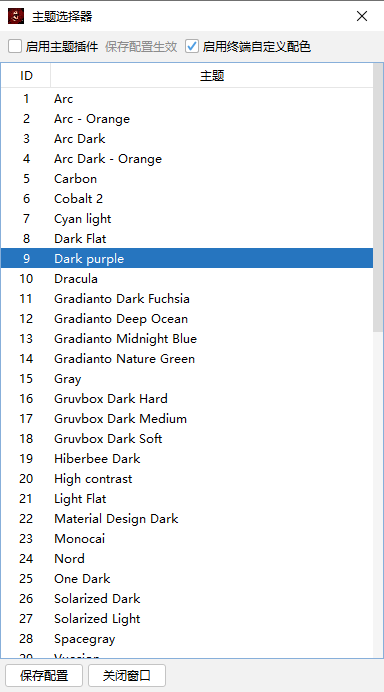 主题选择器
启用主题插件 保存配置生效 启用终端自定义配色
ID 主题
1 Arc
2 Arc - Orange
3 Arc Dark
4 Arc Dark - Orange
5 Carbon
6 Cobalt 2
7 Cyan light
8 Dark Flat
9 Dark purple
10 Dracula
11 Gradianto Dark Fuchsia
12 Gradianto Deep Ocean
13 Gradianto Midnight Blue
14 Gradianto Nature Green
15 Gray
16 Gruvbox Dark Hard
17 Gruvbox Dark Medium
18 Gruvbox Dark Soft
19 Hiberbee Dark
20 High contrast
21 Light Flat
22 Material Design Dark
23 Monocai
24 Nord
25 One Dark
26 Solarized Dark
27 Solarized Light
28 Spacegray
保存配置 关闭窗口